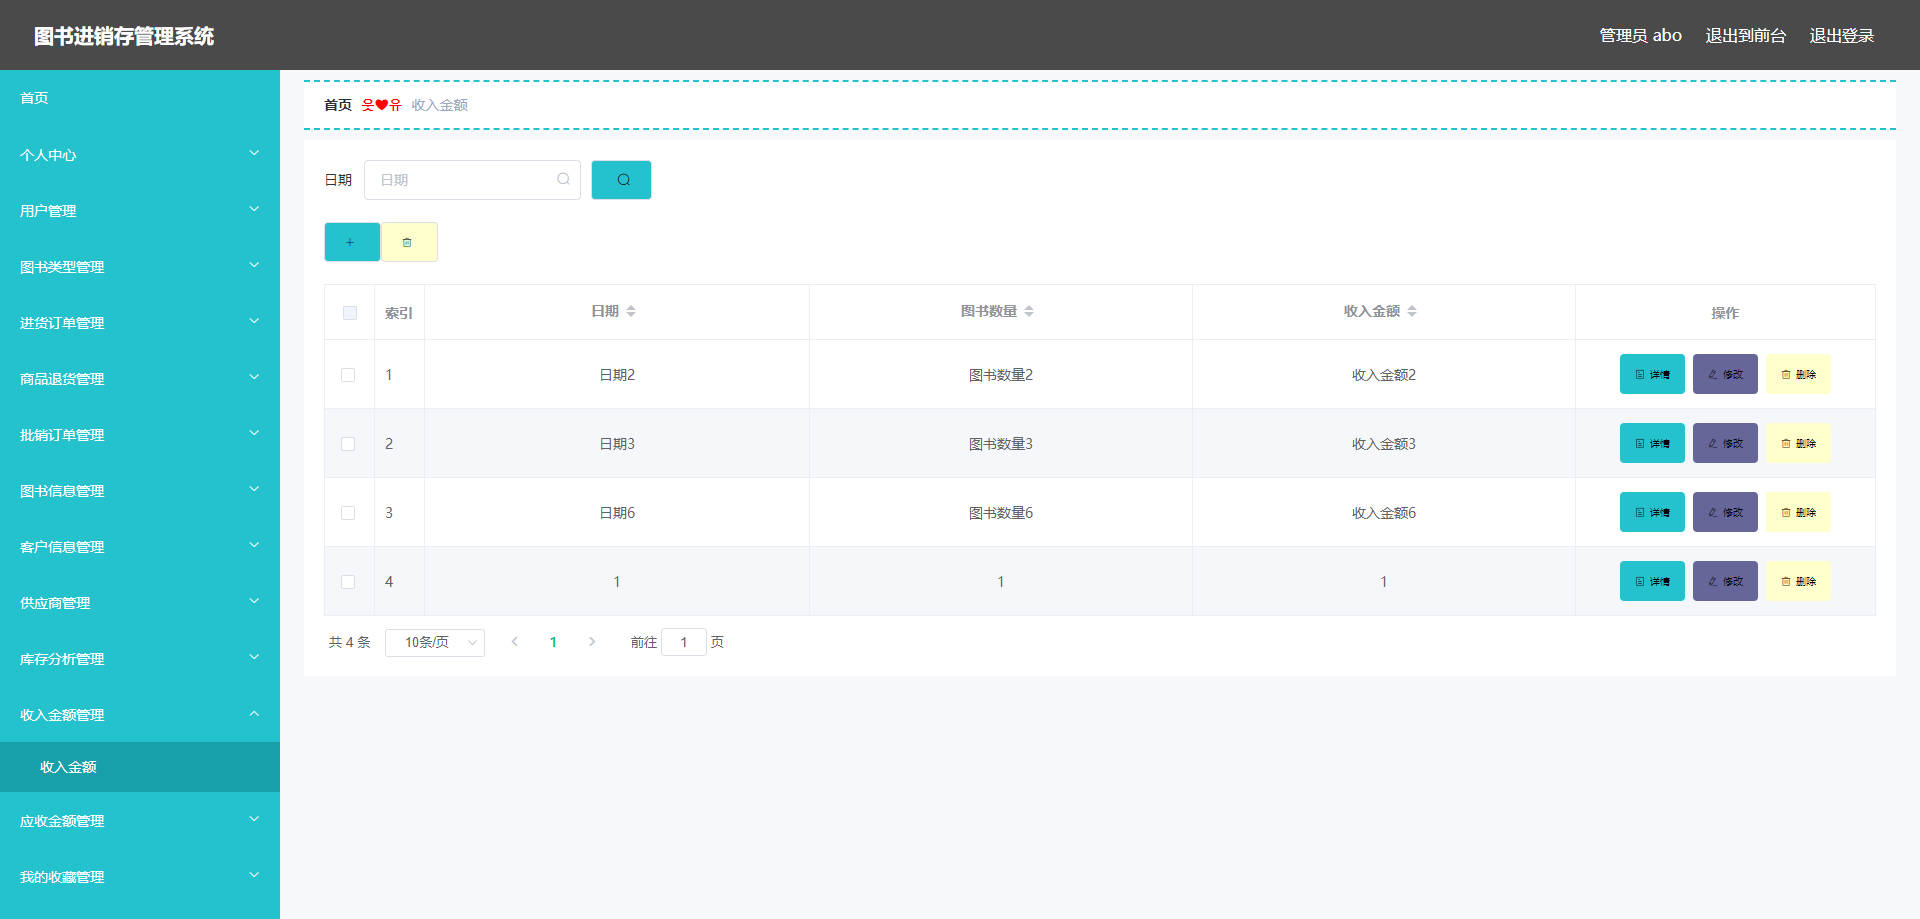 图书进销存管理系统
管理员 abo 退出到前台 退出登录
首页
个人中心
用户管理
图书类型管理
进货订单管理
商品退货管理
批销订单管理
图书信息管理
客户信息管理
供应商管理
库存分析管理
收入金额管理
收入金额
应收金额管理
我的收藏管理
首页 웃❤유 收入金额
日期 日期
索引 日期 图书数量 收入金额 操作
1 日期2 图书数量2 收入金额2 详情 修改 删除
2 日期3 图书数量3 收入金额3 详情 修改 删除
3 日期6 图书数量6 收入金额6 详情 修改 删除
4 1 1 1 详情 修改 删除
共 4 条 10条/页 1 前往 1 页